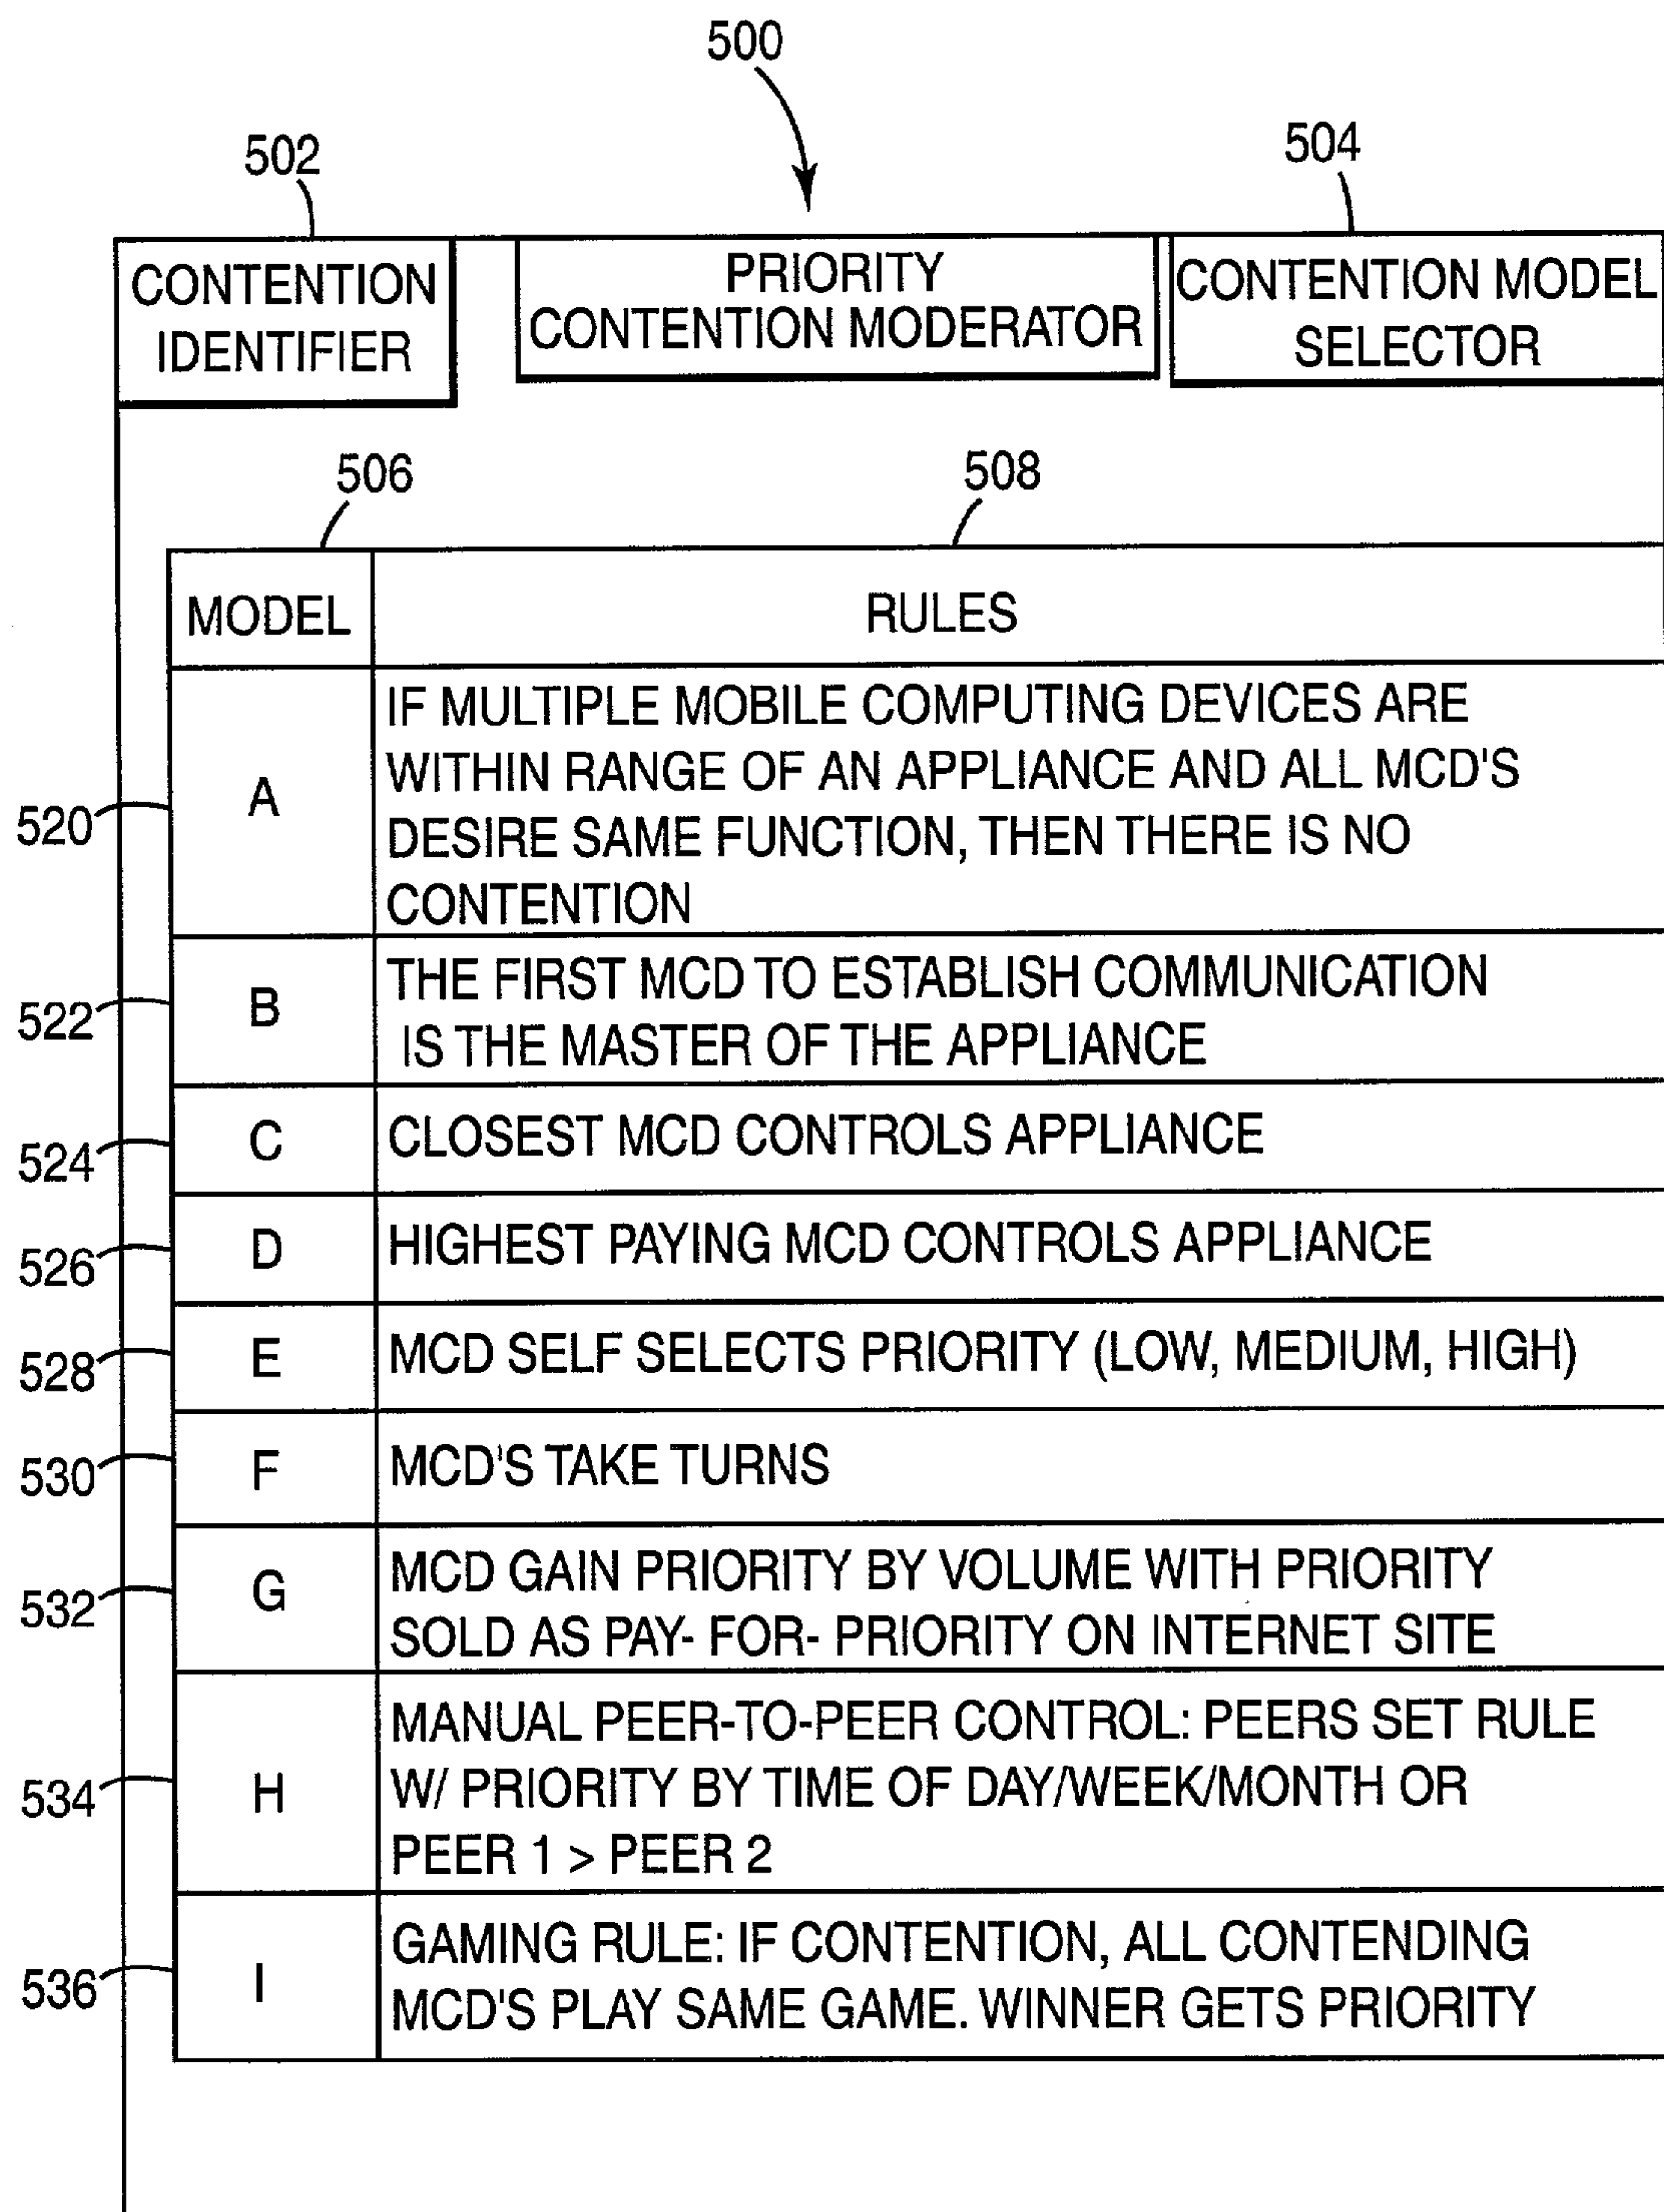 500
502
504
CONTENTION
IDENTIFIER
PRIORITY
CONTENTION MODERATOR
CONTENTION MODEL
SELECTOR
506
508
MODEL
RULES
520
A
IF MULTIPLE MOBILE COMPUTING DEVICES ARE
WITHIN RANGE OF AN APPLIANCE AND ALL MCD'S
DESIRE SAME FUNCTION, THEN THERE IS NO
CONTENTION
522
B
THE FIRST MCD TO ESTABLISH COMMUNICATION
IS THE MASTER OF THE APPLIANCE
524
C
CLOSEST MCD CONTROLS APPLIANCE
526
D
HIGHEST PAYING MCD CONTROLS APPLIANCE
528
E
MCD SELF SELECTS PRIORITY (LOW, MEDIUM, HIGH)
530
F
MCD'S TAKE TURNS
532
G
MCD GAIN PRIORITY BY VOLUME WITH PRIORITY
SOLD AS PAY- FOR- PRIORITY ON INTERNET SITE
534
H
MANUAL PEER-TO-PEER CONTROL: PEERS SET RULE
W/ PRIORITY BY TIME OF DAY/WEEK/MONTH OR
PEER 1 > PEER 2
536
I
GAMING RULE: IF CONTENTION, ALL CONTENDING
MCD'S PLAY SAME GAME. WINNER GETS PRIORITY